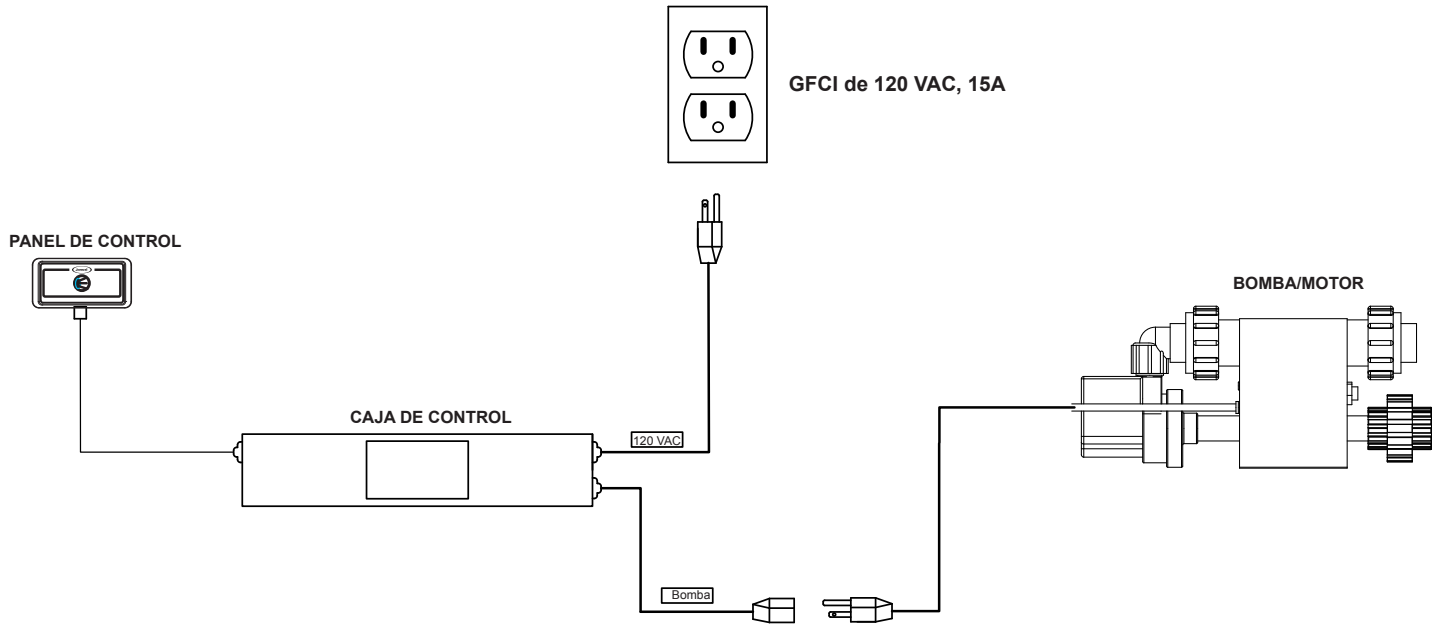 GFCI de 120 VAC, 15A
PANEL DE CONTROL
BOMBA/MOTOR
CAJA DE CONTROL
120 VAC
Bomba